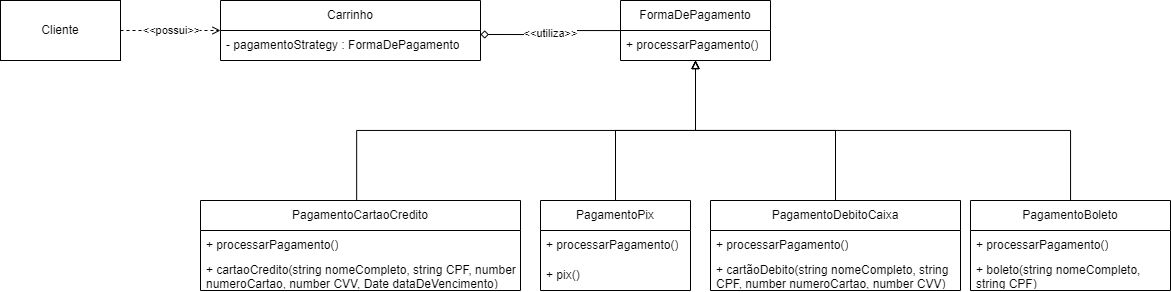 Cliente
<<possui>>
Carrinho
- pagamentoStrategy : FormaDePagamento
<<utiliza>>
FormaDePagamento
+ processarPagamento()
PagamentoCartaoCredito
+ processarPagamento()
+ cartaoCredito(string nomeCompleto, string CPF, number
numeroCartao, number CVV, Date dataDeVencimento)
PagamentoPix
+ processarPagamento()
+ pix()
PagamentoDebitoCaixa
+ processarPagamento()
+ cartãoDebito(string nomeCompleto, string
CPF, number numeroCartao, number CVV)
PagamentoBoleto
+ processarPagamento()
+ boleto(string nomeCompleto,
string CPF)